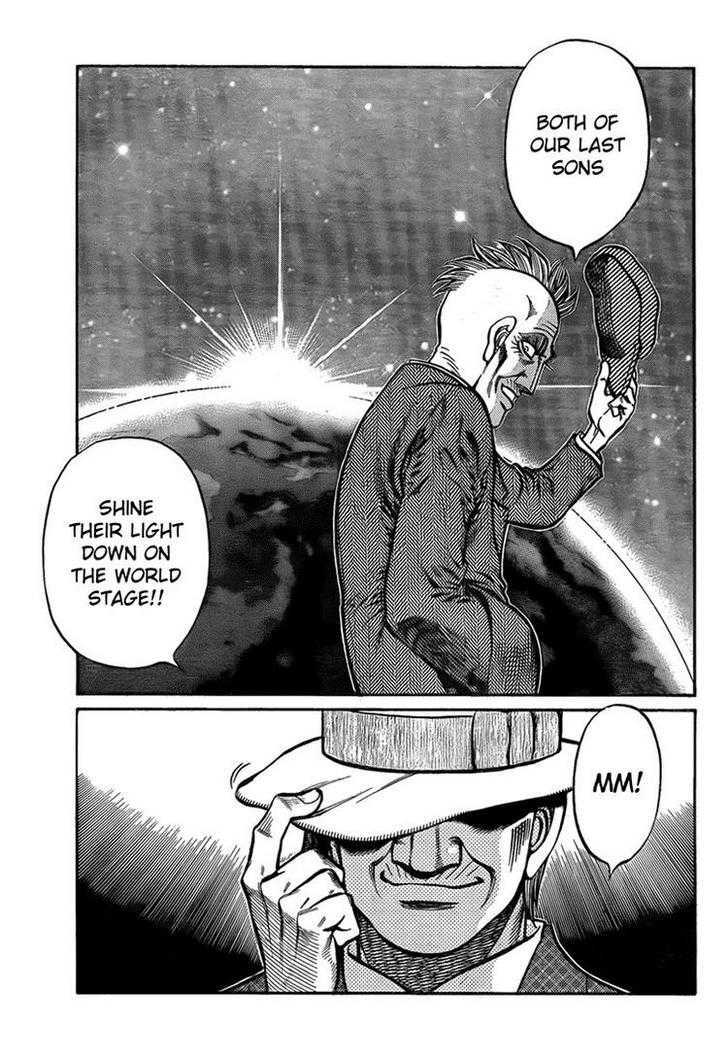 BOTH OF
OUR LAST
SONS
SHINE
THEIR LIGHT
DOWN ON
THE WORLD
STAGE!!
MM!